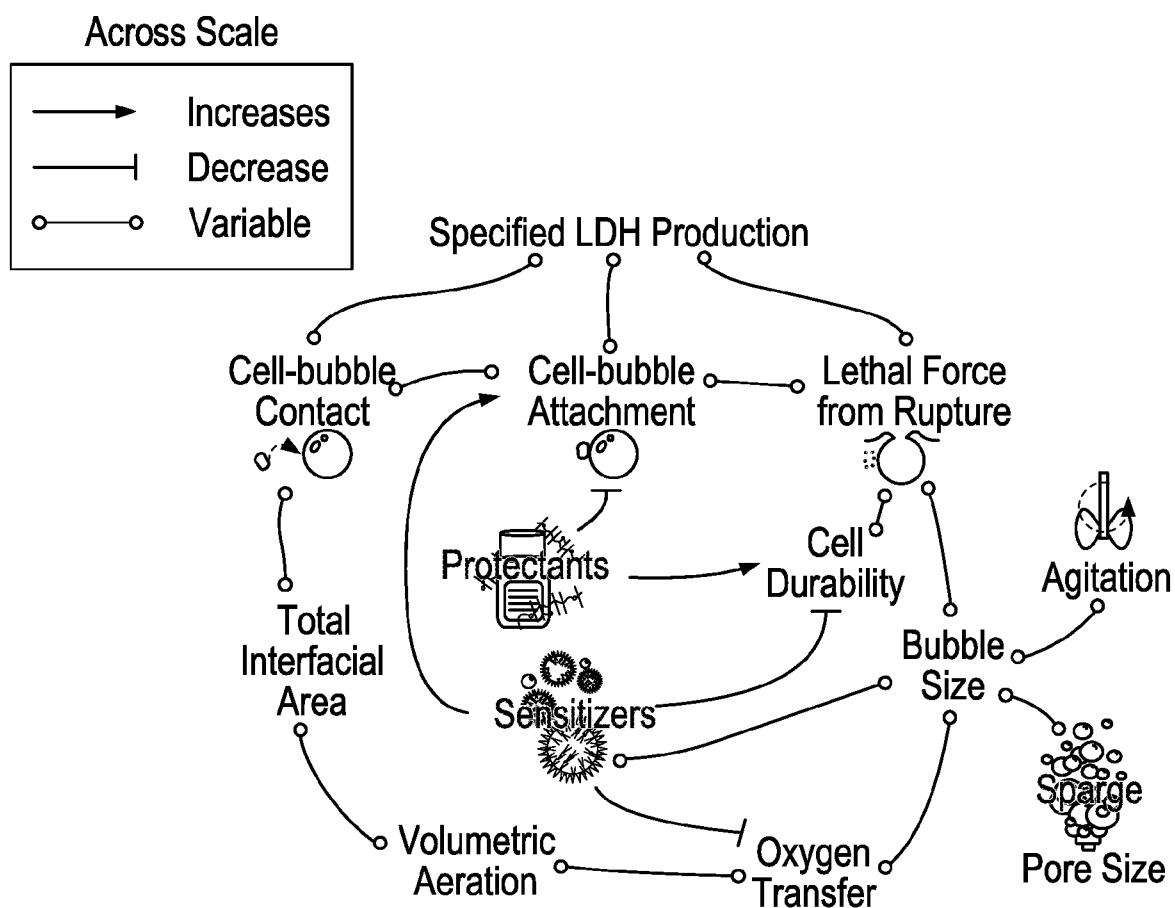 Across Scale
Increases
Decrease
Variable
Specified LDH Production
Cell-bubble
Contact
Cell-bubble
Attachment
Lethal Force
from Rupture
Protectants
Cell
Durability
Agitation
Total
Interfacial
Area
Sensitizers
Bubble
Size
Sparge
Pore Size
Volumetric
Aeration
Oxygen
Transfer